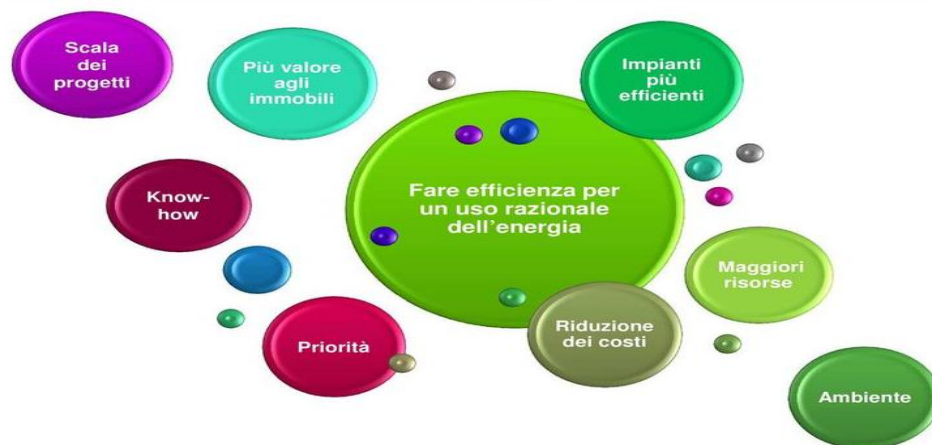 Scala
dei
progetti
Più valore
agli
immobili
Impianti
più
efficienti
Fare efficienza per
un uso razionale
dell'energia
Know-
how
Maggiori
risorse
Priorità
Riduzione
dei costi
Ambiente